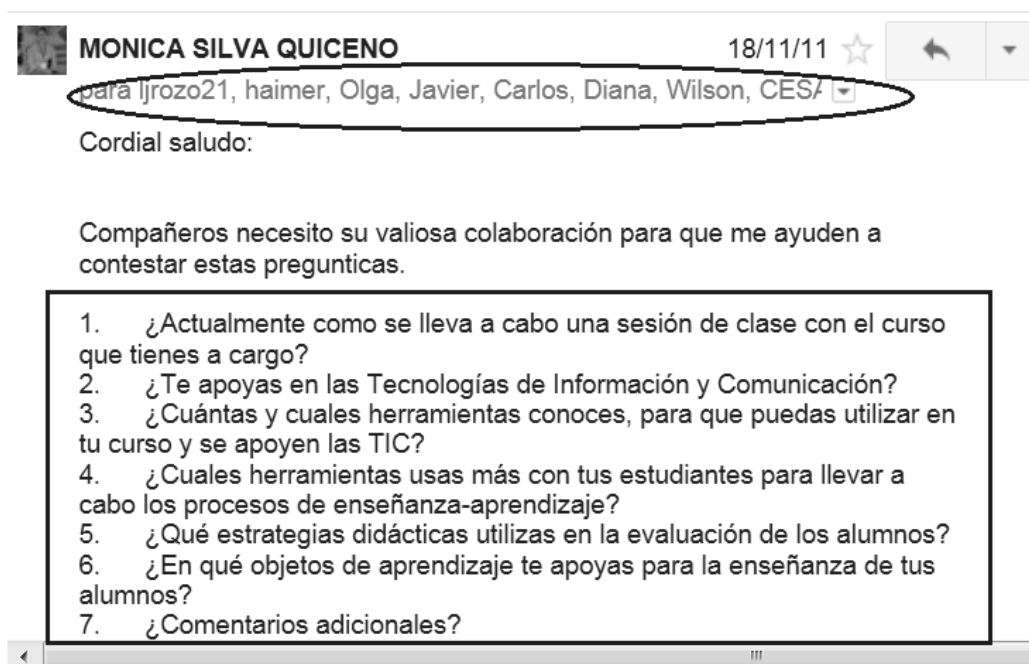 MONICA SILVA QUICENO 18/11/11
para ljrozo21, haimer, Olga, Javier, Carlos, Diana, Wilson, CESA
Cordial saludo:
Compañeros necesito su valiosa colaboración para que me ayuden a
contestar estas pregunticas.
1. ¿Actualmente como se lleva a cabo una sesión de clase con el curso
que tienes a cargo?
2. ¿Te apoyas en las Tecnologías de Información y Comunicación?
3. ¿Cuántas y cuales herramientas conoces, para que puedas utilizar en
tu curso y se apoyen las TIC?
4. ¿Cuales herramientas usas más con tus estudiantes para llevar a
cabo los procesos de enseñanza-aprendizaje?
5. ¿Qué estrategias didácticas utilizas en la evaluación de los alumnos?
6. ¿En qué objetos de aprendizaje te apoyas para la enseñanza de tus
alumnos?
7. ¿Comentarios adicionales?